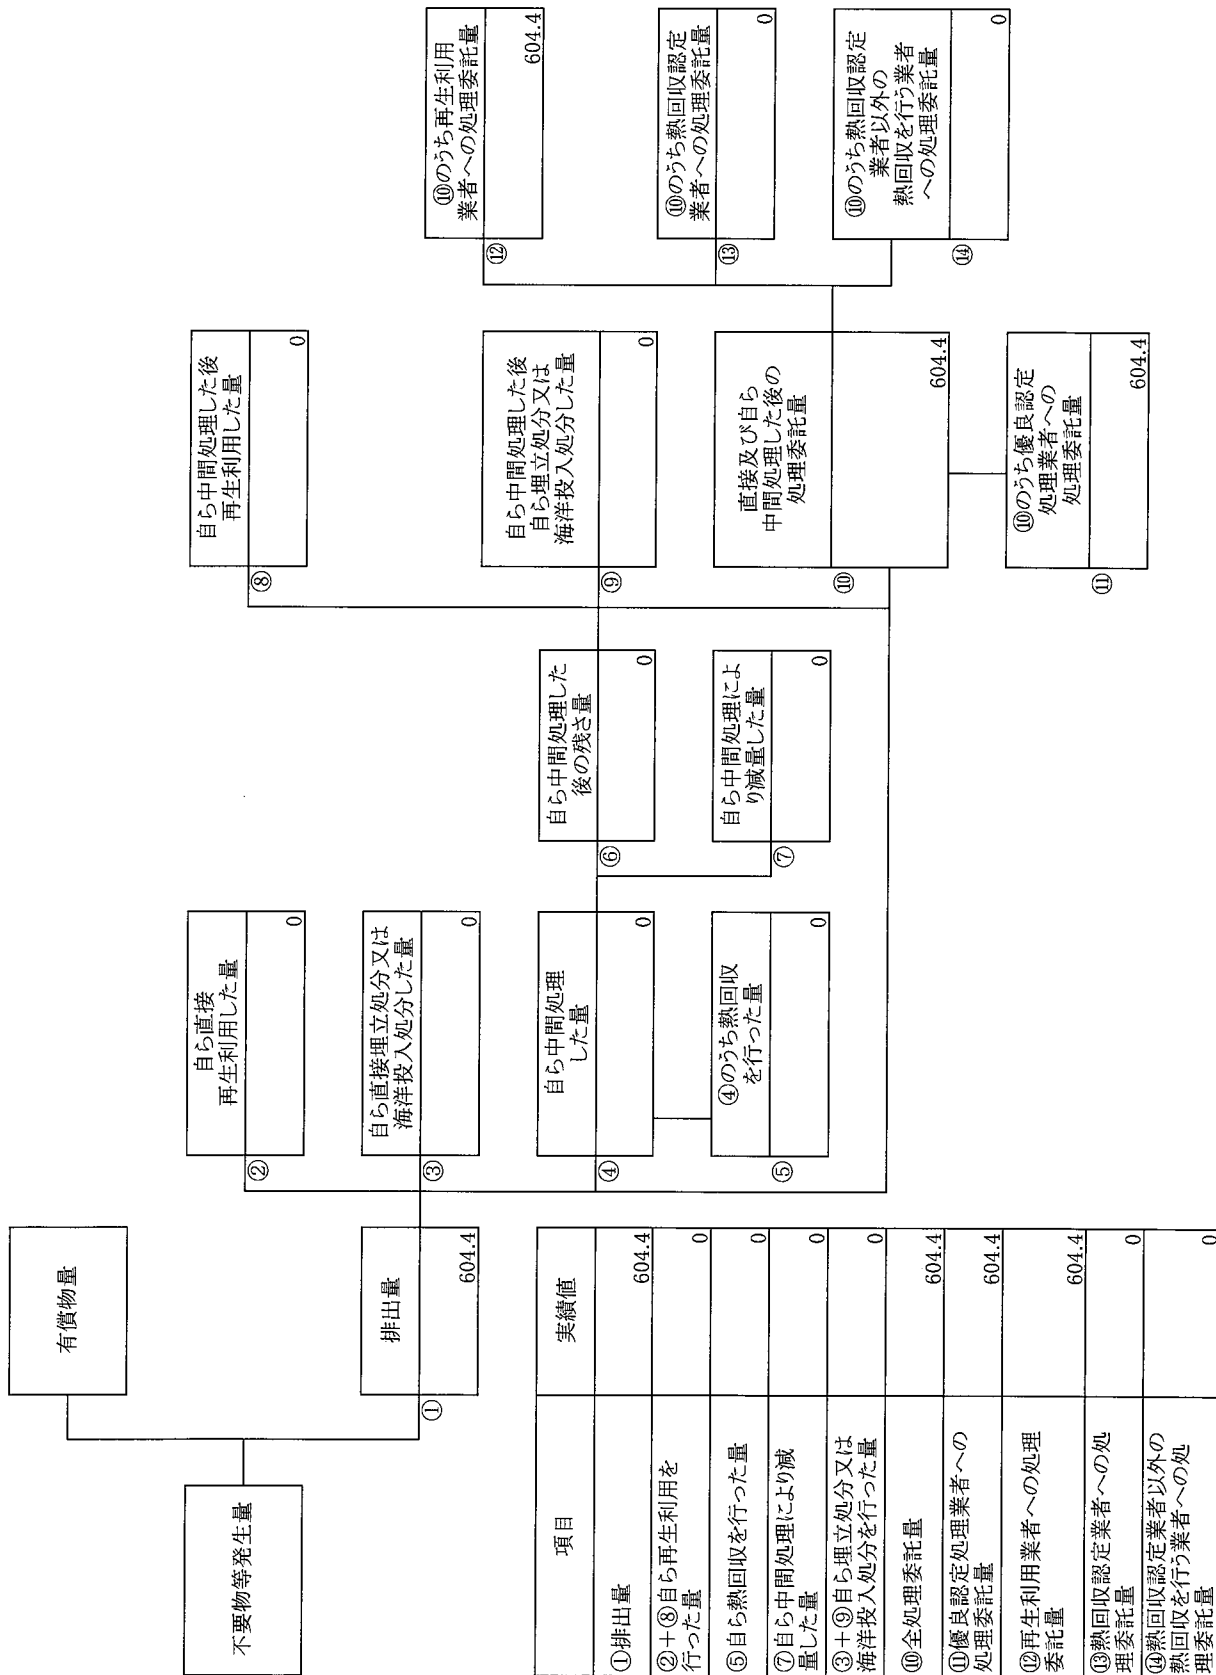 不要物等発生量
有償物量
①
排出量
604.4
②
自ら直接
再生利用した量
0
③
自ら直接埋立処分又は
海洋投入処分した量
0
④
自ら中間処理
した量
0
⑤
④のうち熱回収
を行った量
0
⑥
自ら中間処理した
後の残さ量
0
⑦
自ら中間処理によ
り減量した量
0
⑧
自ら中間処理した後
再生利用した量
0
⑨
自ら中間処理した後
自ら埋立処分又は
海洋投入処分した量
0
⑩
直接及び自ら
中間処理した後の
処理委託量
604.4
⑪
⑩のうち優良認定
処理業者への
処理委託量
604.4
⑫
⑩のうち再生利用
業者への処理委託量
604.4
⑬
⑩のうち熱回収認定
業者への処理委託量
0
⑭
⑩のうち熱回収認定
業者以外の
熱回収を行う業者
への処理委託量
0
項目 実績値
①排出量 604.4
②+⑧自ら再生利用を
行った量 0
⑤自ら熱回収を行った量 0
⑦自ら中間処理により減
量した量 0
③+⑨自ら埋立処分又は
海洋投入処分を行った量 0
⑩全処理委託量 604.4
⑪優良認定処理業者への
処理委託量 604.4
⑫再生利用業者への処理
委託量 604.4
⑬熱回収認定業者への処
理委託量 0
⑭熱回収認定業者以外の
熱回収を行う業者への処
理委託量 0